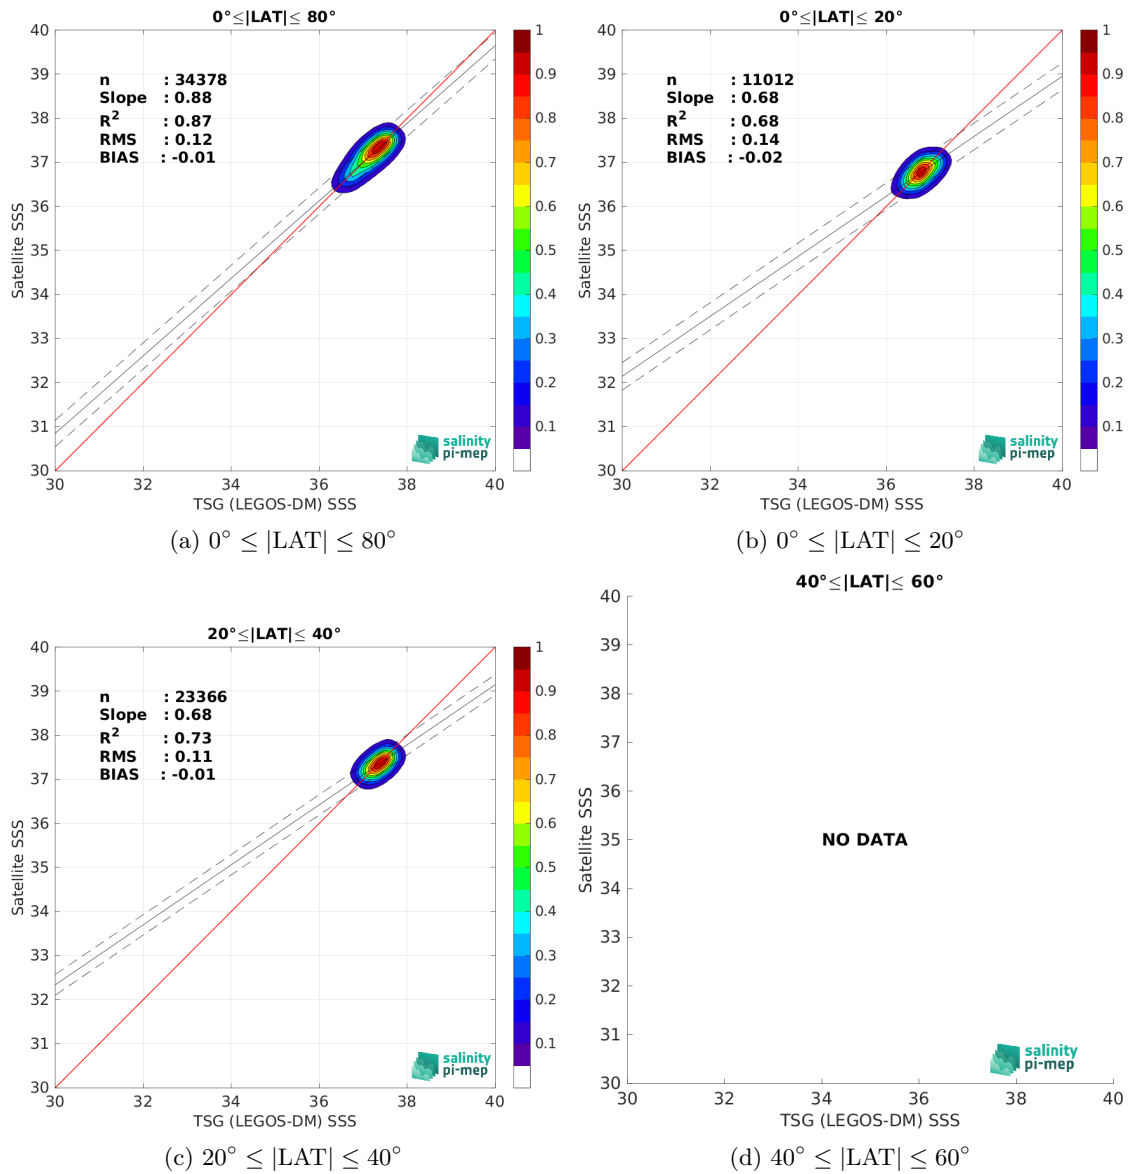 0°≤|LAT|≤ 80°
40
39
38
37
36
35
34
33
32
31
30
Satellite SSS
n : 34378
Slope : 0.88
R² : 0.87
RMS : 0.12
BIAS : -0.01
1
0.9
0.8
0.7
0.6
0.5
0.4
0.3
0.2
0.1
salinity
pi-mep
30 32 34 36 38 40
TSG (LEGOS-DM) SSS
(a) 0° ≤ |LAT| ≤ 80°
0°≤|LAT|≤ 20°
40
39
38
37
36
35
34
33
32
31
30
Satellite SSS
n : 11012
Slope : 0.68
R² : 0.68
RMS : 0.14
BIAS : -0.02
1
0.9
0.8
0.7
0.6
0.5
0.4
0.3
0.2
0.1
salinity
pi-mep
30 32 34 36 38 40
TSG (LEGOS-DM) SSS
(b) 0° ≤ |LAT| ≤ 20°
20°≤|LAT|≤ 40°
40
39
38
37
36
35
34
33
32
31
30
Satellite SSS
n : 23366
Slope : 0.68
R² : 0.73
RMS : 0.11
BIAS : -0.01
1
0.9
0.8
0.7
0.6
0.5
0.4
0.3
0.2
0.1
salinity
pi-mep
30 32 34 36 38 40
TSG (LEGOS-DM) SSS
(c) 20° ≤ |LAT| ≤ 40°
40°≤|LAT|≤ 60°
40
39
38
37
36
35
34
33
32
31
30
Satellite SSS
NO DATA
salinity
pi-mep
30 32 34 36 38 40
TSG (LEGOS-DM) SSS
(d) 40° ≤ |LAT| ≤ 60°